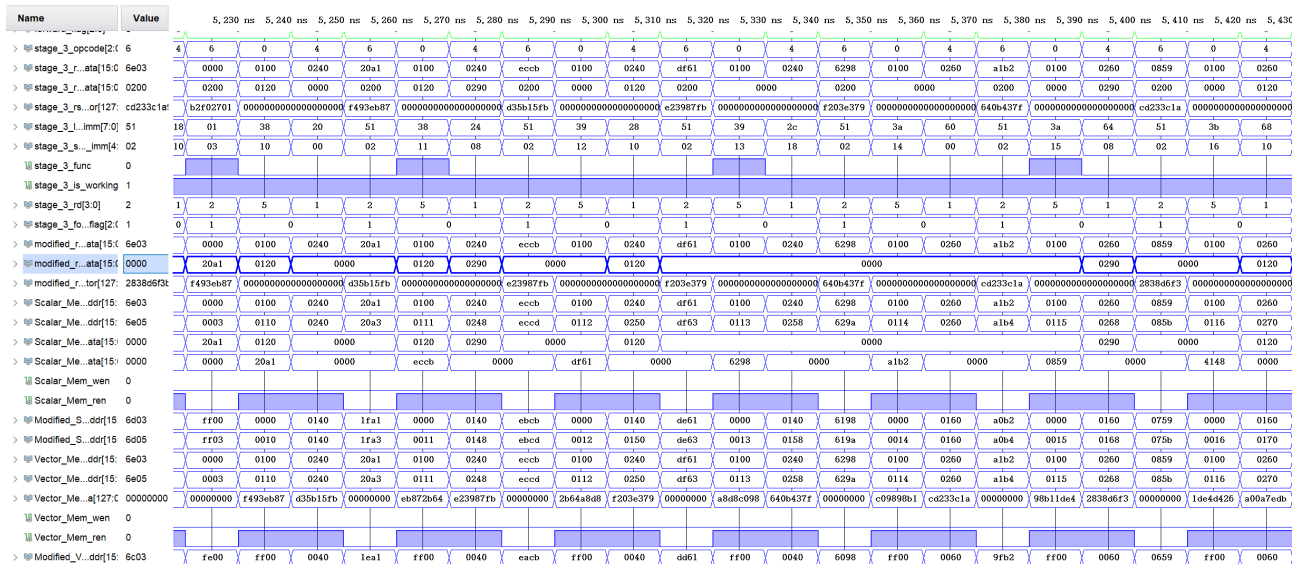 Name Value 5,230 ns 5,240 ns 5,250 ns 5,260 ns 5,270 ns 5,280 ns 5,290 ns 5,300 ns 5,310 ns 5,320 ns 5,330 ns 5,340 ns 5,350 ns 5,360 ns 5,370 ns 5,380 ns 5,390 ns 5,400 ns 5,410 ns 5,420 ns 5,430
stage_3_opcode[2:0 6 4 6 0 4 6 0 4 6 0 4 6 0 4 6 0 4 6 0 4 6 0 4
stage_3_r...ata[15:0 6e03 0000 0100 0240 20a1 0100 0240 eccb 0100 0240 df61 0100 0240 6298 0100 0240 a1b2 0100 0260 0859 0100 0260
stage_3_r...ata[15:0 0200 0200 0120 0000 0200 0120 0290 0200 0000 0120 0200 0000 0200 0000 0200 0000 0290 0200 0000 0120
stage_3_rs...or[127: cd233c1a b2f02701 0000000000000000 f493eb87 0000000000000000 d35b15fb 0000000000000000 e23987fb 0000000000000000 f203e379 0000000000000000 640b437f 0000000000000000 cd233c1a 0000000000000000
stage_3_l...imm[7:0] 51 18 01 38 20 51 38 24 51 39 28 51 39 2c 51 3a 60 51 3a 64 51 3b 68
stage_3_s..._imm[4: 02 10 03 10 00 02 11 08 02 12 10 02 13 18 02 14 00 02 15 08 02 16 10
stage_3_func 0
stage_3_is_working 1
stage_3_rd[3:0] 2 1 2 5 1 2 5 1 2 5 1 2 5 1 2 5 1 2 5 1 2 5 1
stage_3_fo...flag[2:0 1 0 1 0 1 0 1 0 1 0 1 0 1 0 1 0
modified_r...ata[15:0 6e03 0000 0100 0240 20a1 0100 0240 eccb 0100 0240 df61 0100 0240 6298 0100 0240 a1b2 0100 0260 0859 0100 0260
modified_r...ata[15:0 0000 20a1 0120 0000 0120 0290 0000 0120 0000 0290 0000 0120
modified_r...tor[127: 2838d6f3b f493eb87 0000000000000000 d35b15fb 0000000000000000 e23987fb 0000000000000000 f203e379 0000000000000000 640b437f 0000000000000000 cd233c1a 0000000000000000 2838d6f3 0000000000000000
Scalar_Me...ddr[15: 6e03 0000 0100 0240 20a1 0100 0240 eccb 0100 0240 df61 0100 0240 6298 0100 0240 a1b2 0100 0260 0859 0100 0260
Scalar_Me...ddr[15: 6e05 0003 0110 0240 20a3 0111 0248 eccd 0112 0250 df63 0113 0258 629a 0114 0260 a1b4 0115 0268 085b 0116 0270
Scalar_Me...ata[15: 0000 20a1 0120 0000 0120 0290 0000 0120 0000 0290 0000 0120
Scalar_Me...ata[15: 0000 0000 20a1 0000 eccb 0000 df61 0000 6298 0000 a1b2 0000 0859 0000 4148 0000
Scalar_Mem_wen 0
Scalar_Mem_ren 0
Modified_S...ddr[15 6d03 ff00 0000 0140 1fa1 0000 0140 ebcb 0000 0140 de61 0000 0140 6198 0000 0140 a0b2 0000 0160 0759 0000 0160
Modified_S...ddr[15 6d05 ff03 0010 0140 1fa3 0011 0148 ebcd 0012 0150 de63 0013 0158 619a 0014 0160 a0b4 0015 0168 075b 0016 0170
Vector_Me...ddr[15: 6e03 0000 0100 0240 20a1 0100 0240 eccb 0100 0240 df61 0100 0240 6298 0100 0240 a1b2 0100 0260 0859 0100 0260
Vector_Me...ddr[15: 6e05 0003 0110 0240 20a3 0111 0248 eccd 0112 0250 df63 0113 0258 629a 0114 0260 a1b4 0115 0268 085b 0116 0270
Vector_Me...a[127:0 00000000 00000000 f493eb87 d35b15fb 00000000 eb872b64 e23987fb 00000000 2b64a8d8 f203e379 00000000 a8d8c098 640b437f 00000000 c09898b1 cd233c1a 00000000 98b11de4 2838d6f3 00000000 1de4d426 a00a7edb
Vector_Mem_wen 0
Vector_Mem_ren 0
Modified_V...ddr[15: 6c03 fe00 ff00 0040 1ea1 ff00 0040 eacb ff00 0040 dd61 ff00 0040 6098 ff00 0040 9fb2 ff00 0060 0659 ff00 0060